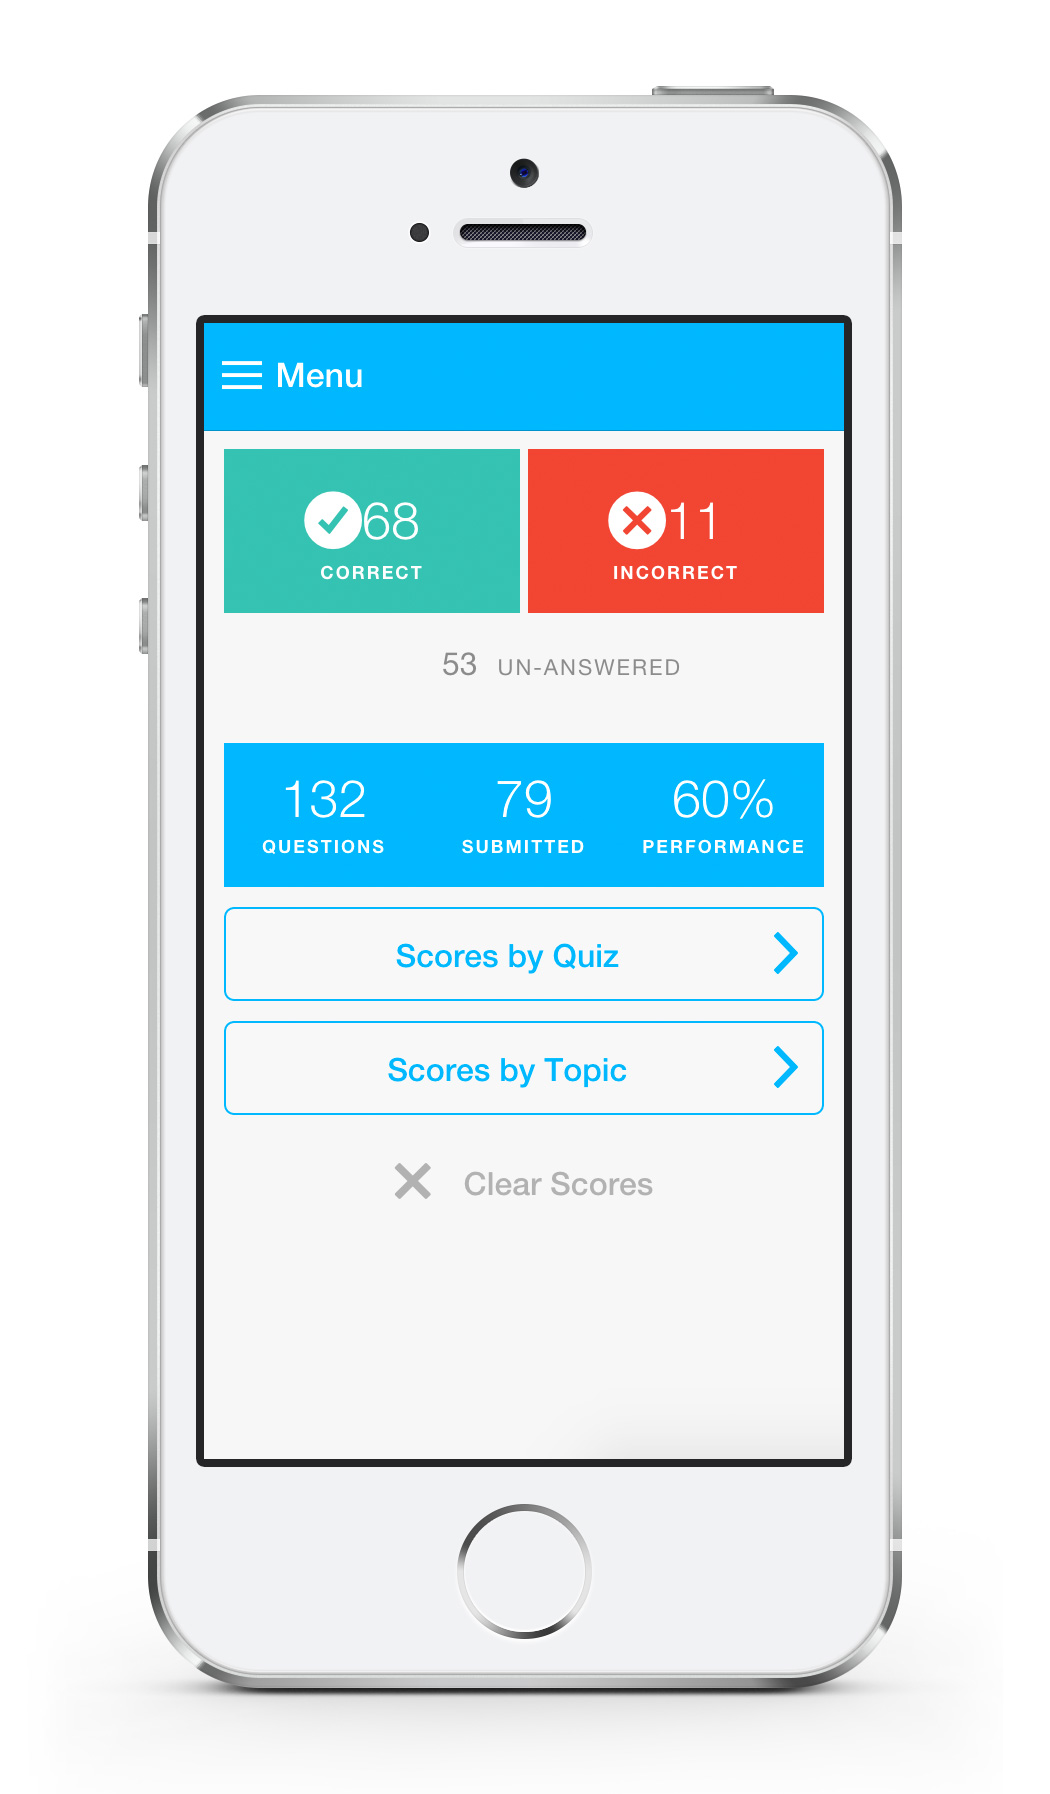 Menu
68
CORRECT
11
INCORRECT
53 UN-ANSWERED
132
QUESTIONS
79
SUBMITTED
60%
PERFORMANCE
Scores by Quiz
Scores by Topic
Clear Scores